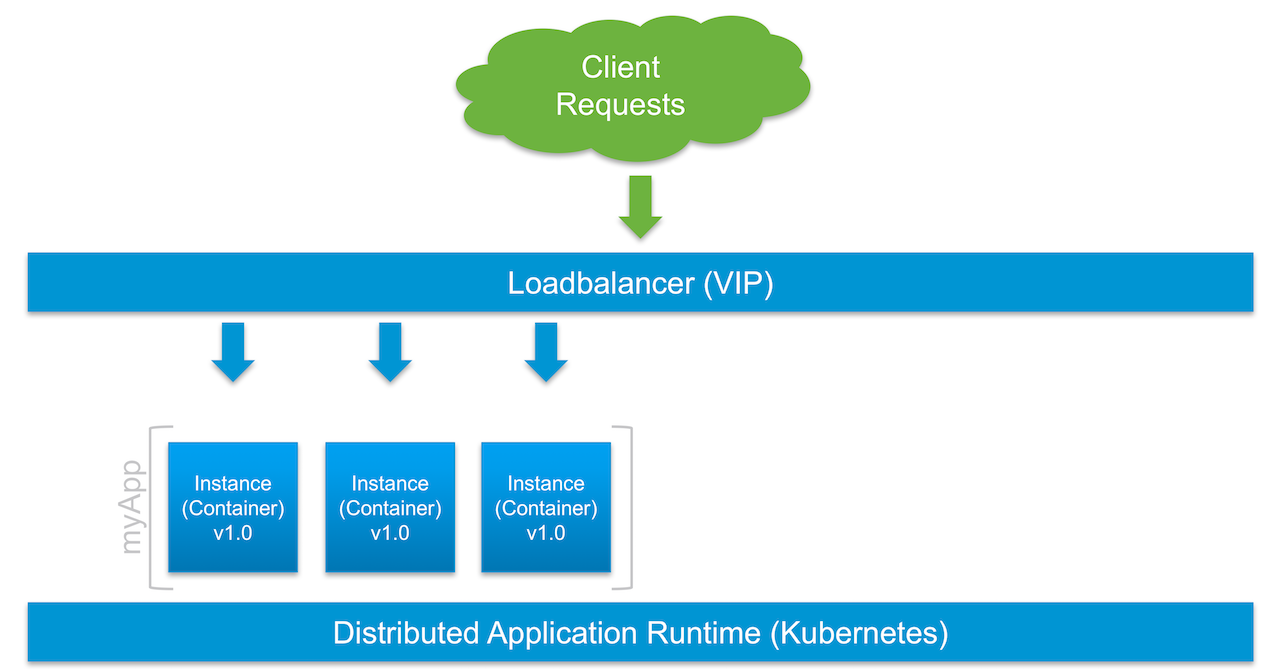 Client
Requests
Loadbalancer (VIP)
myApp
Instance
(Container)
v1.0
Instance
(Container)
v1.0
Instance
(Container)
v1.0
Distributed Application Runtime (Kubernetes)